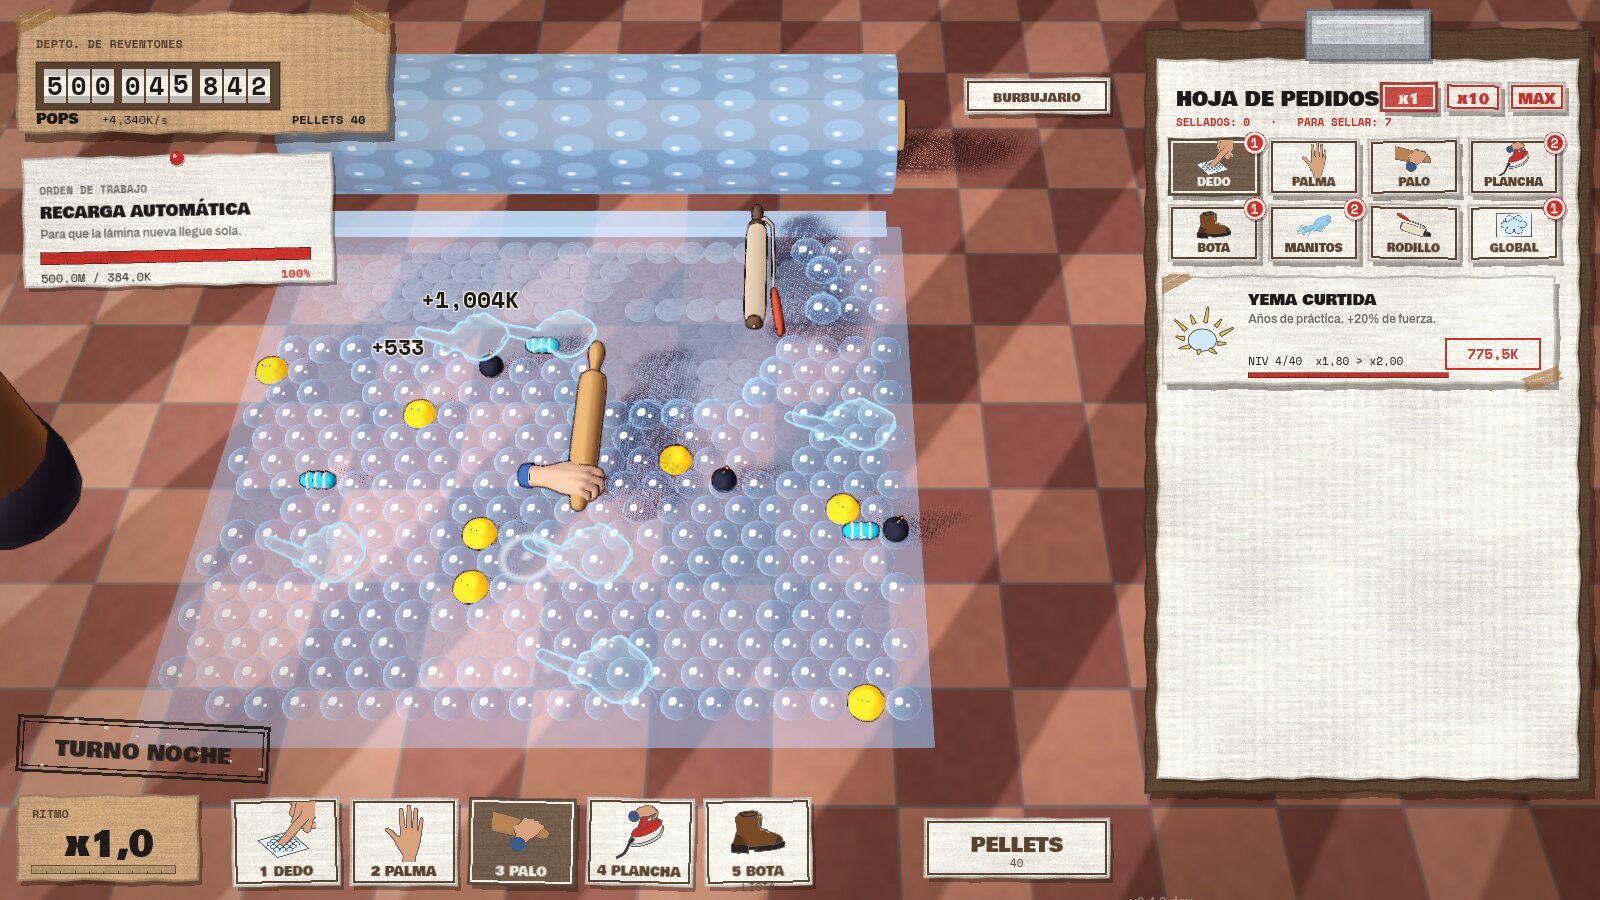 DEPTO. DE REVENTONES
500 045 842
POPS +4,340K/s PELLETS 40
ORDEN DE TRABAJO
RECARGA AUTOMÁTICA
Para que la lámina nueva llegue sola.
500.0M / 384.0K 100%
+1,004K
+533
BURBUJARIO
HOJA DE PEDIDOS x1 x10 MAX
SELLADOS: 0 · PARA SELLAR: 7
1
2
DEDO PALMA PALO PLANCHA
1
2
1
BOTA MANITOS RODILLO GLOBAL
YEMA CURTIDA
Años de práctica. +20% de fuerza.
NIV 4/40 x1,80 > x2,00
775,5K
TURNO NOCHE
RITMO
x1,0
1 DEDO
2 PALMA
3 PALO
4 PLANCHA
5 BOTA
LISTA
PELLETS
40